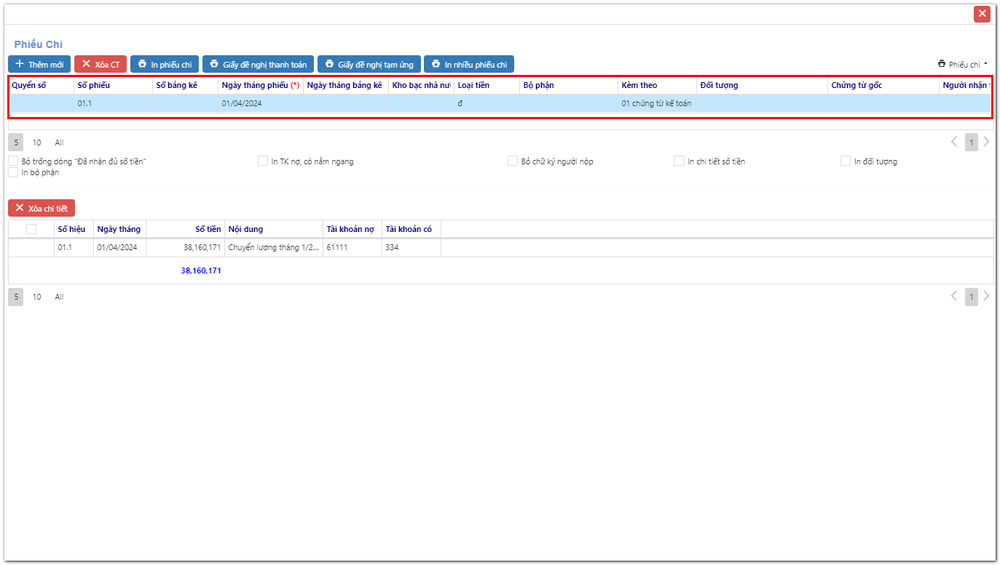 Phiếu Chi
Thêm mới Xóa CT In phiếu chi Giấy đề nghị thanh toán Giấy đề nghị tạm ứng In nhiều phiếu chi Phiếu chi
Quyển số Số phiếu Số bảng kê Ngày tháng phiếu (*) Ngày tháng bảng kê Kho bạc nhà nư Loại tiền Bộ phận Kèm theo Đối tượng Chứng từ gốc Người nhận t
01.1 01/04/2024 đ 01 chứng từ kế toán
5 10 All 1
Bỏ trống dòng "Đã nhận đủ số tiền" In TK nợ, có nằm ngang Bỏ chữ ký người nộp In chi tiết số tiền In đối tượng
In bộ phận
Xóa chi tiết
Số hiệu Ngày tháng Số tiền Nội dung Tài khoản nợ Tài khoản có
01.1 01/04/2024 38,160,171 Chuyển lương tháng 1/2... 61111 334
38,160,171
5 10 All 1